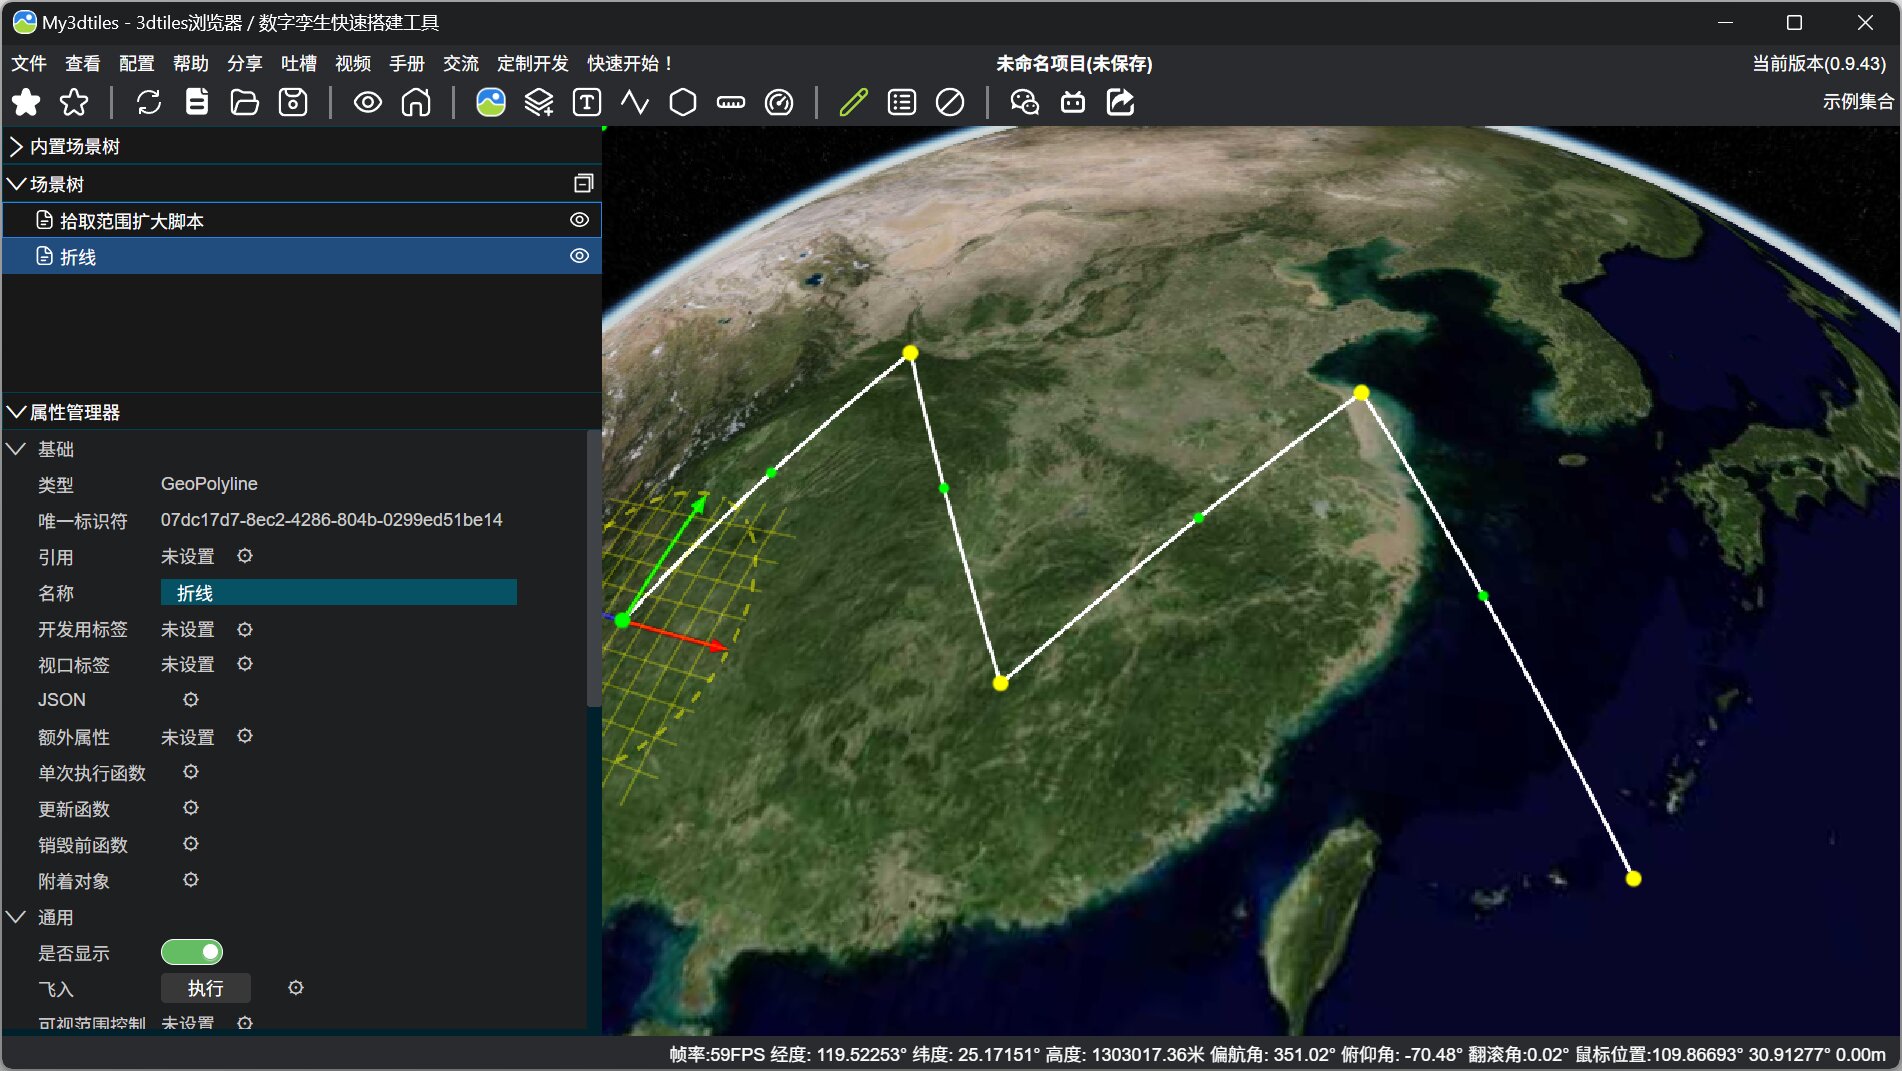 My3dtiles - 3dtiles浏览器 / 数字孪生快速搭建工具
文件 查看 配置 帮助 分享 吐槽 视频 手册 交流 定制开发 快速开始！ 未命名项目(未保存) 当前版本(0.9.43)
示例集合
内置场景树
场景树
拾取范围扩大脚本
折线
属性管理器
基础
类型 GeoPolyline
唯一标识符 07dc17d7-8ec2-4286-804b-0299ed51be14
引用 未设置
名称 折线
开发用标签 未设置
视口标签 未设置
JSON
额外属性 未设置
单次执行函数
更新函数
销毁前函数
附着对象
通用
是否显示
飞入 执行
可视范围控制 未设置
帧率:59FPS 经度: 119.52253° 纬度: 25.17151° 高度: 1303017.36米 偏航角: 351.02° 俯仰角: -70.48° 翻滚角:0.02° 鼠标位置:109.86693° 30.91277° 0.00m